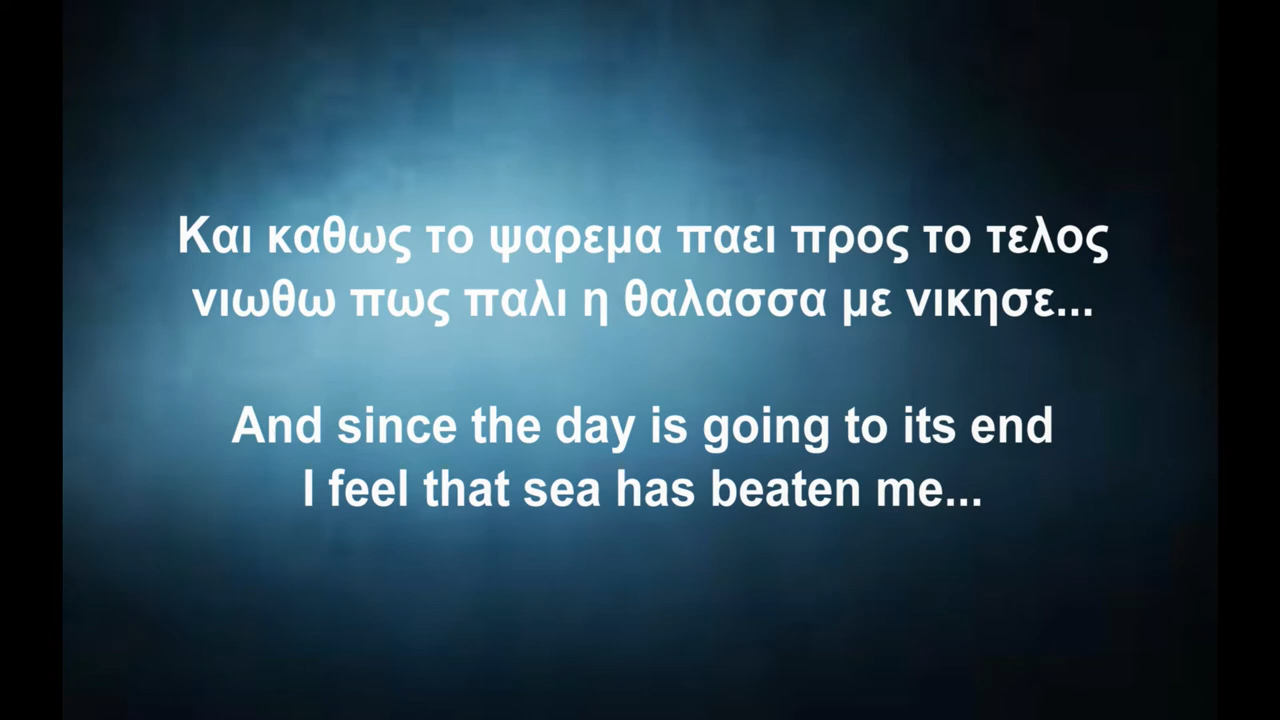 Και καθως το ψαρεμα παει προς το τελος
νιωθω πως παλι η θαλασσα με νικησε...
And since the day is going to its end
I feel that sea has beaten me...